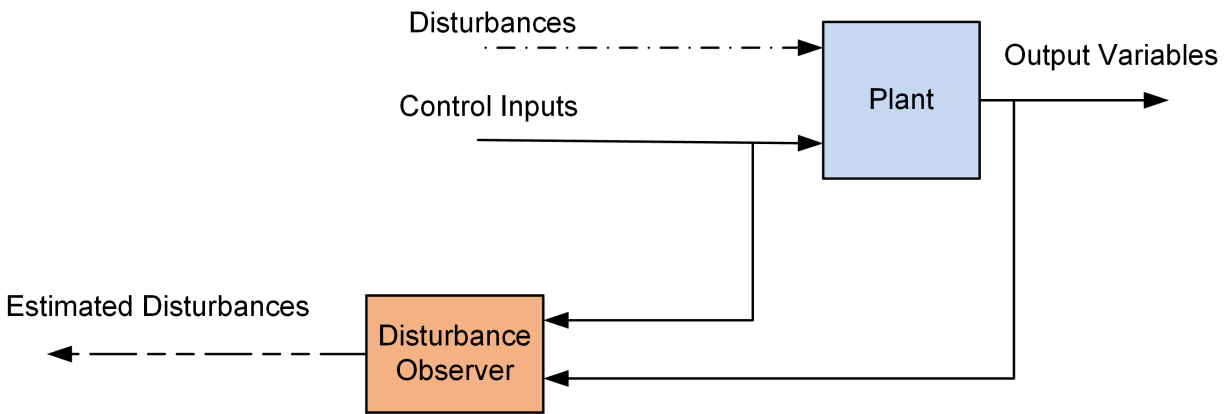 Disturbances
Output Variables
Plant
Control Inputs
Estimated Disturbances
Disturbance
Observer